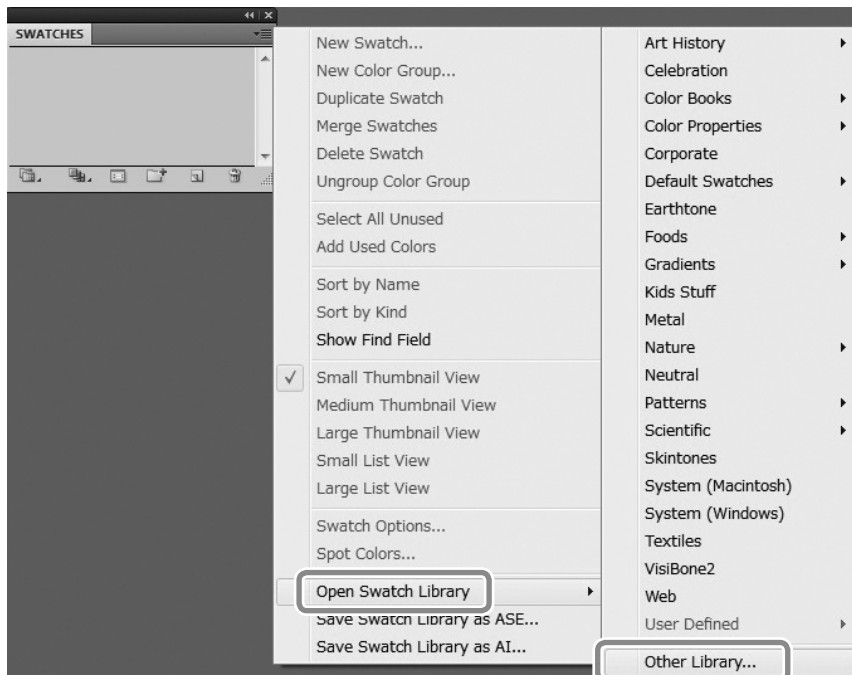 SWATCHES
New Swatch...
New Color Group...
Duplicate Swatch
Merge Swatches
Delete Swatch
Ungroup Color Group
Select All Unused
Add Used Colors
Sort by Name
Sort by Kind
Show Find Field
Small Thumbnail View
Medium Thumbnail View
Large Thumbnail View
Small List View
Large List View
Swatch Options...
Spot Colors...
Open Swatch Library
Save Swatch Library as ASE...
Save Swatch Library as AI...
Art History
Celebration
Color Books
Color Properties
Corporate
Default Swatches
Earthtone
Foods
Gradients
Kids Stuff
Metal
Nature
Neutral
Patterns
Scientific
Skintones
System (Macintosh)
System (Windows)
Textiles
VisiBone2
Web
User Defined
Other Library...